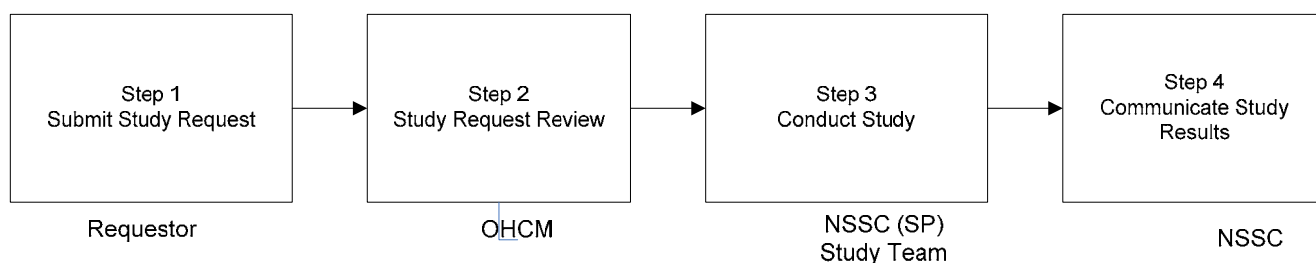 Step 1
Submit Study Request
Step 2
Study Request Review
Step 3
Conduct Study
Step 4
Communicate Study
Results
Requestor
OHCM
NSSC (SP)
Study Team
NSSC